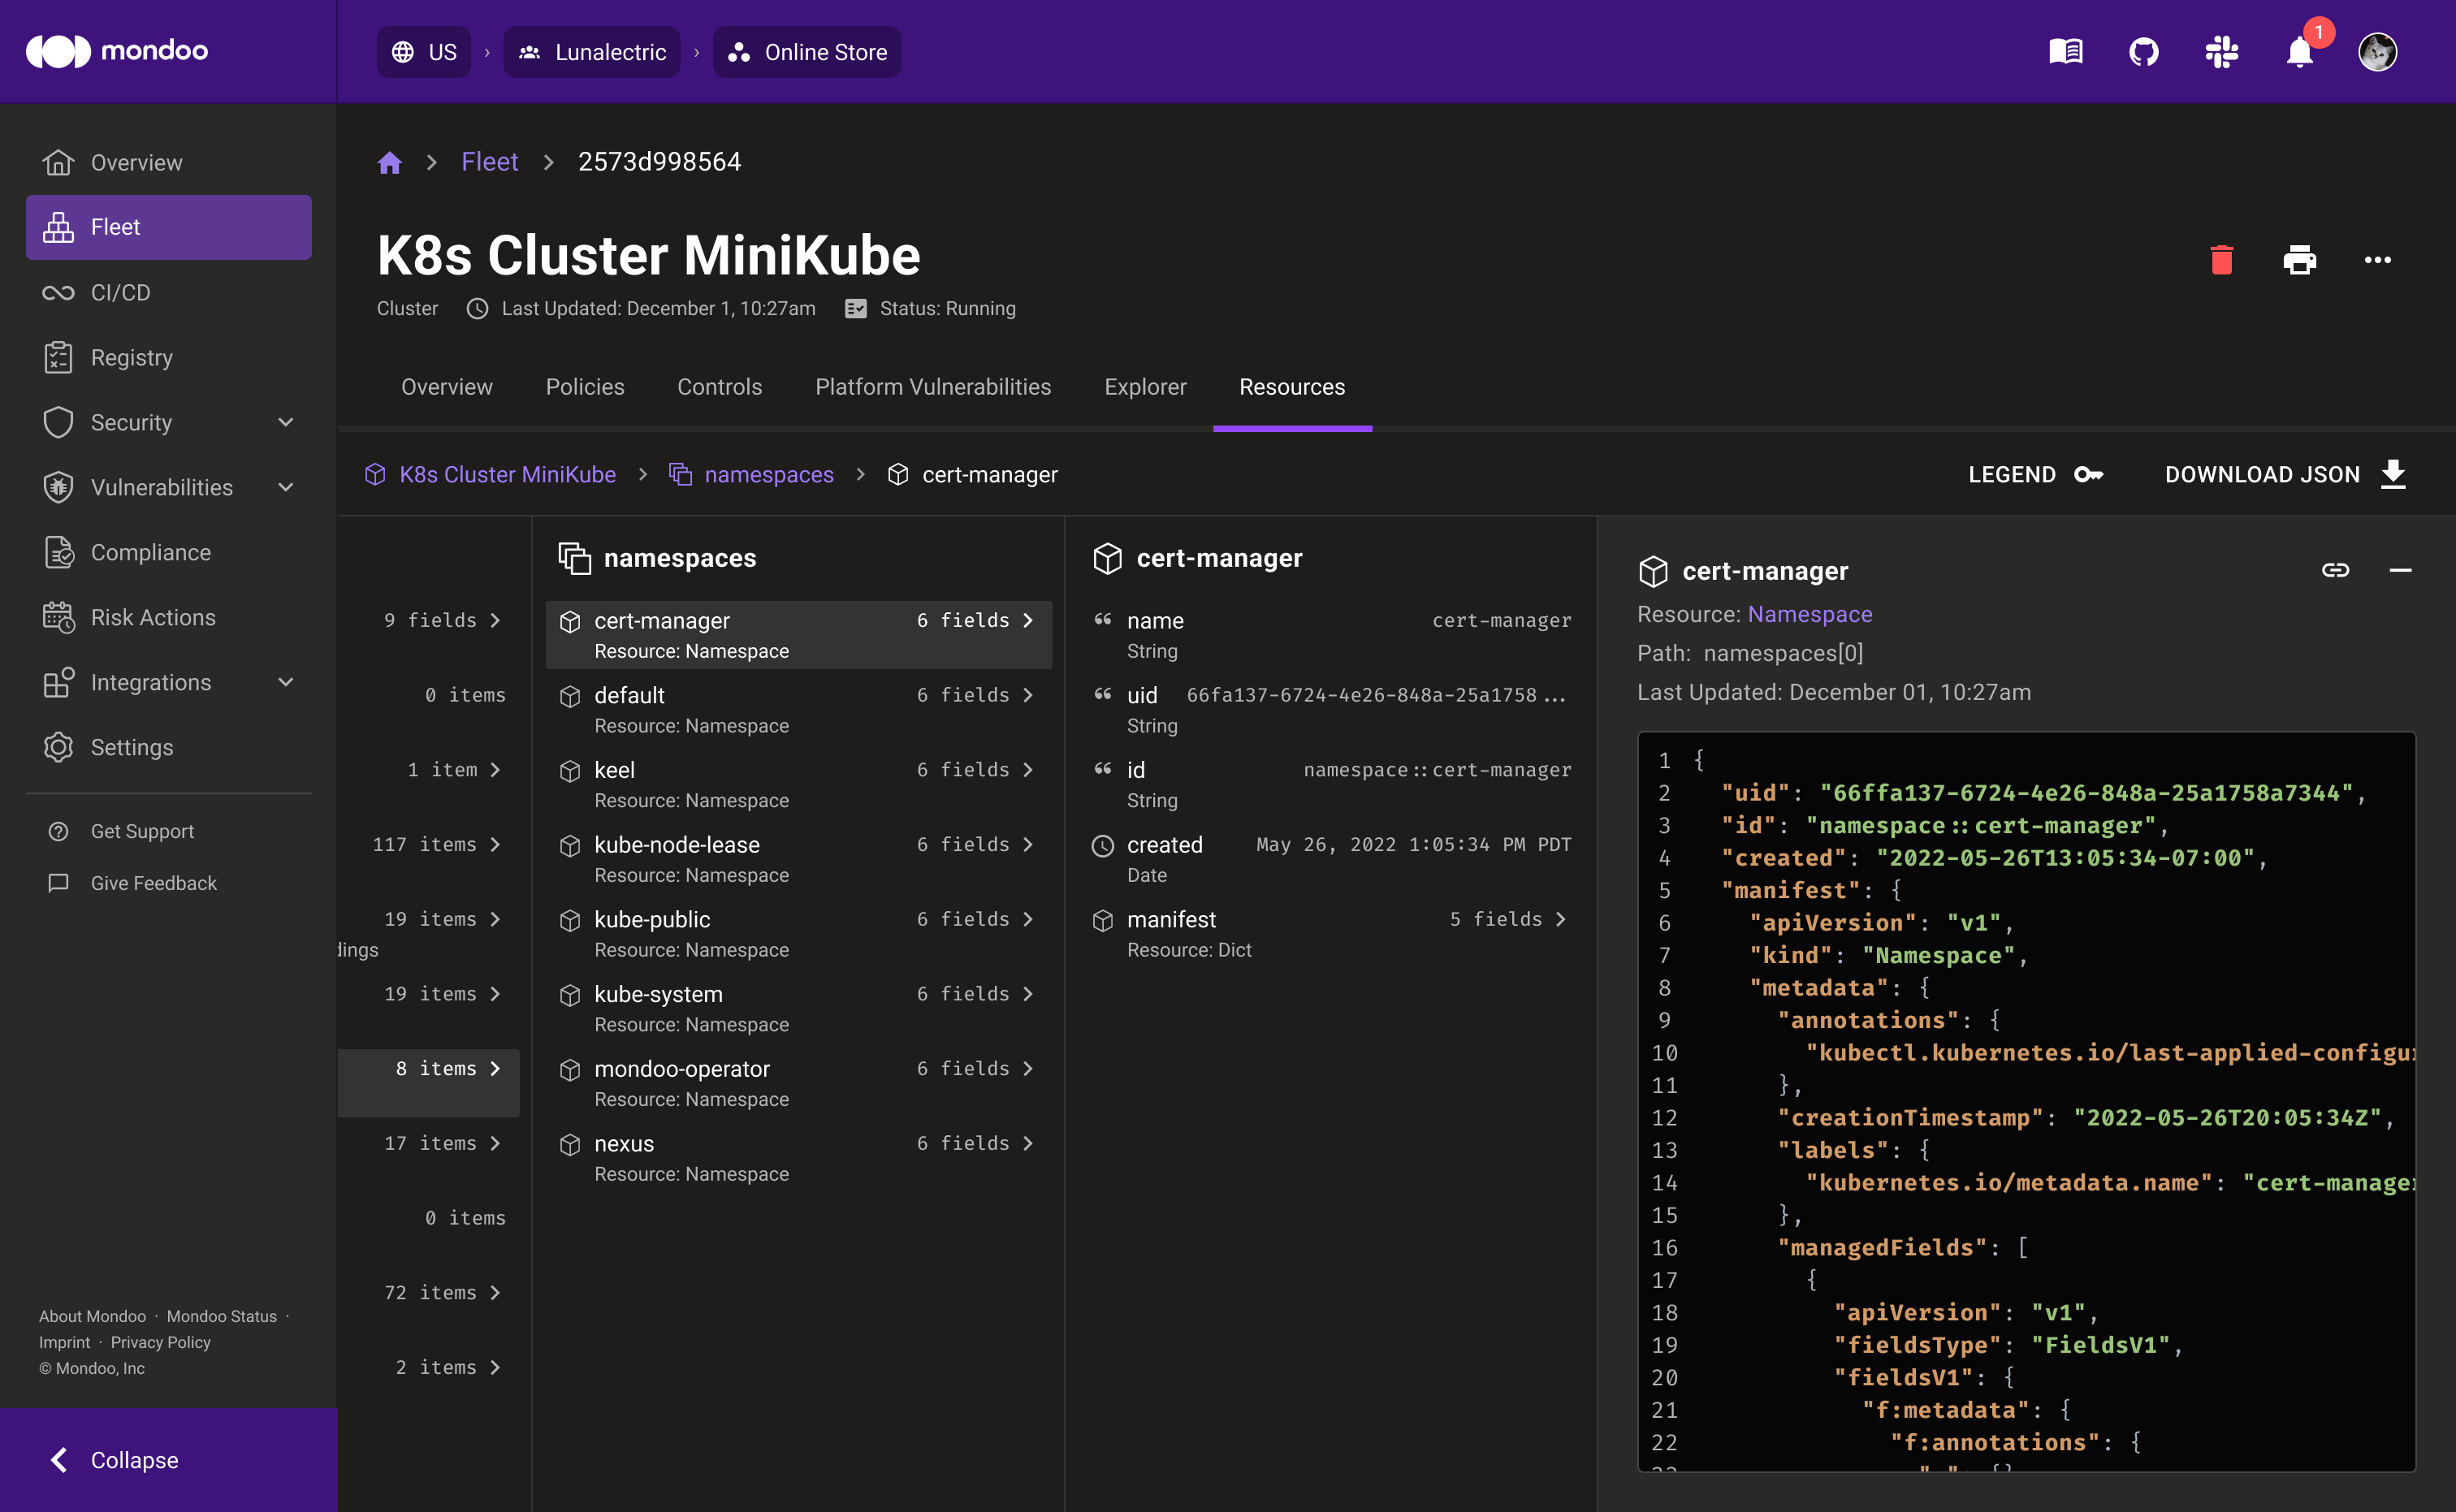 mondoo
US › Lunalectric › Online Store
1
Overview
Fleet
CI/CD
Registry
Security
Vulnerabilities
Compliance
Risk Actions
Integrations
Settings
Get Support
Give Feedback
About Mondoo · Mondoo Status ·
Imprint · Privacy Policy
© Mondoo, Inc
Collapse
Fleet > 2573d998564
K8s Cluster MiniKube
Cluster Last Updated: December 1, 10:27am Status: Running
Overview Policies Controls Platform Vulnerabilities Explorer Resources
K8s Cluster MiniKube > namespaces > cert-manager
LEGEND DOWNLOAD JSON
9 fields
0 items
1 item
117 items
19 items
dings
19 items
8 items
17 items
0 items
72 items
2 items
namespaces
cert-manager 6 fields
Resource: Namespace
default 6 fields
Resource: Namespace
keel 6 fields
Resource: Namespace
kube-node-lease 6 fields
Resource: Namespace
kube-public 6 fields
Resource: Namespace
kube-system 6 fields
Resource: Namespace
mondoo-operator 6 fields
Resource: Namespace
nexus 6 fields
Resource: Namespace
cert-manager
name cert-manager
String
uid 66fa137-6724-4e26-848a-25a1758...
String
id namespace::cert-manager
String
created May 26, 2022 1:05:34 PM PDT
Date
manifest 5 fields
Resource: Dict
cert-manager
Resource: Namespace
Path: namespaces[0]
Last Updated: December 01, 10:27am
1 {
2 "uid": "66ffa137-6724-4e26-848a-25a1758a7344",
3 "id": "namespace::cert-manager",
4 "created": "2022-05-26T13:05:34-07:00",
5 "manifest": {
6 "apiVersion": "v1",
7 "kind": "Namespace",
8 "metadata": {
9 "annotations": {
10 "kubectl.kubernetes.io/last-applied-configu
11 },
12 "creationTimestamp": "2022-05-26T20:05:34Z",
13 "labels": {
14 "kubernetes.io/metadata.name": "cert-manage
15 },
16 "managedFields": [
17 {
18 "apiVersion": "v1",
19 "fieldsType": "FieldsV1",
20 "fieldsV1": {
21 "f:metadata": {
22 "f:annotations": {